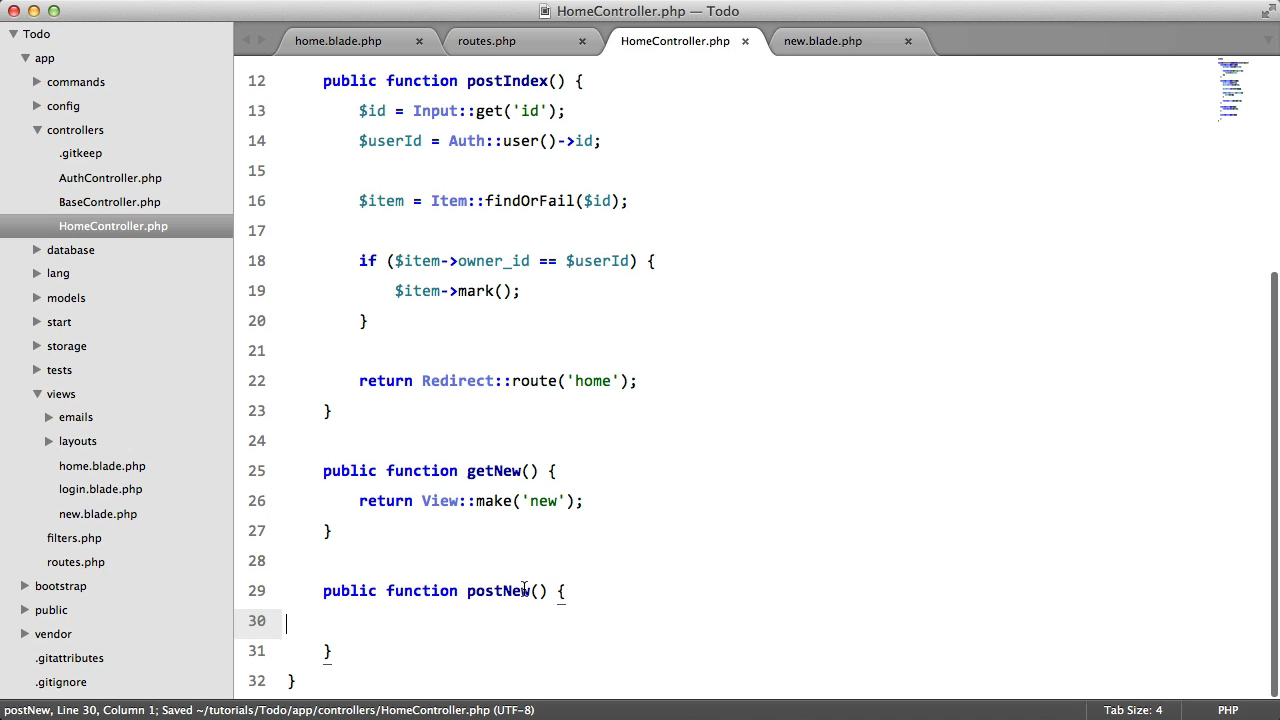 HomeController.php — Todo
home.blade.php
routes.php
HomeController.php
new.blade.php
Todo
app
commands
config
controllers
.gitkeep
AuthController.php
BaseController.php
HomeController.php
database
lang
models
start
storage
tests
views
emails
layouts
home.blade.php
login.blade.php
new.blade.php
filters.php
routes.php
bootstrap
public
vendor
.gitattributes
.gitignore
12 public function postIndex() {
13 $id = Input::get('id');
14 $userId = Auth::user()->id;
15
16 $item = Item::findOrFail($id);
17
18 if ($item->owner_id == $userId) {
19 $item->mark();
20 }
21
22 return Redirect::route('home');
23 }
24
25 public function getNew() {
26 return View::make('new');
27 }
28
29 public function postNew() {
30
31 }
32 }
postNew, Line 30, Column 1; Saved ~/tutorials/Todo/app/controllers/HomeController.php (UTF-8)
Tab Size: 4
PHP